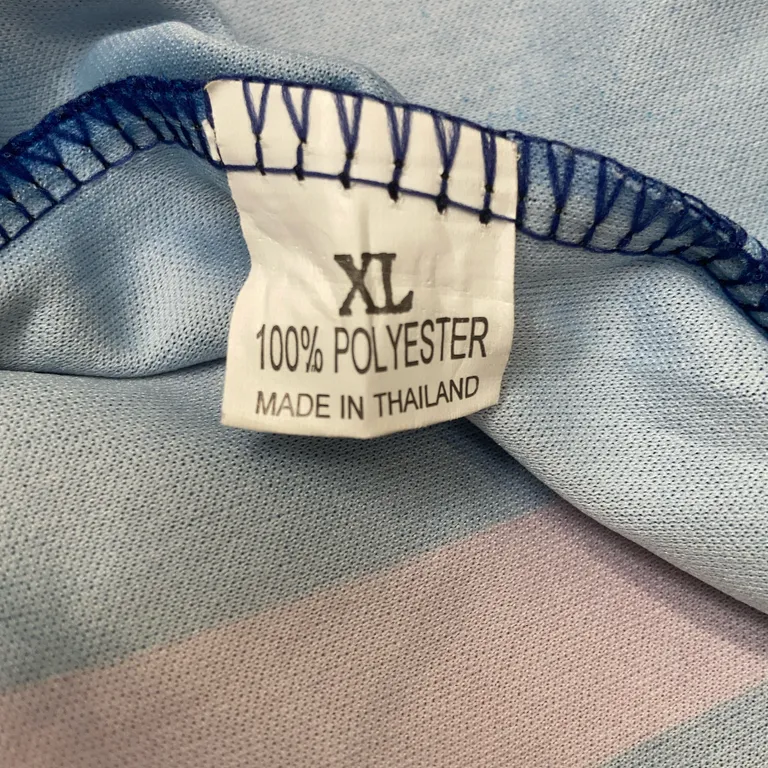 XL
100% POLYESTER
MADE IN THAILAND